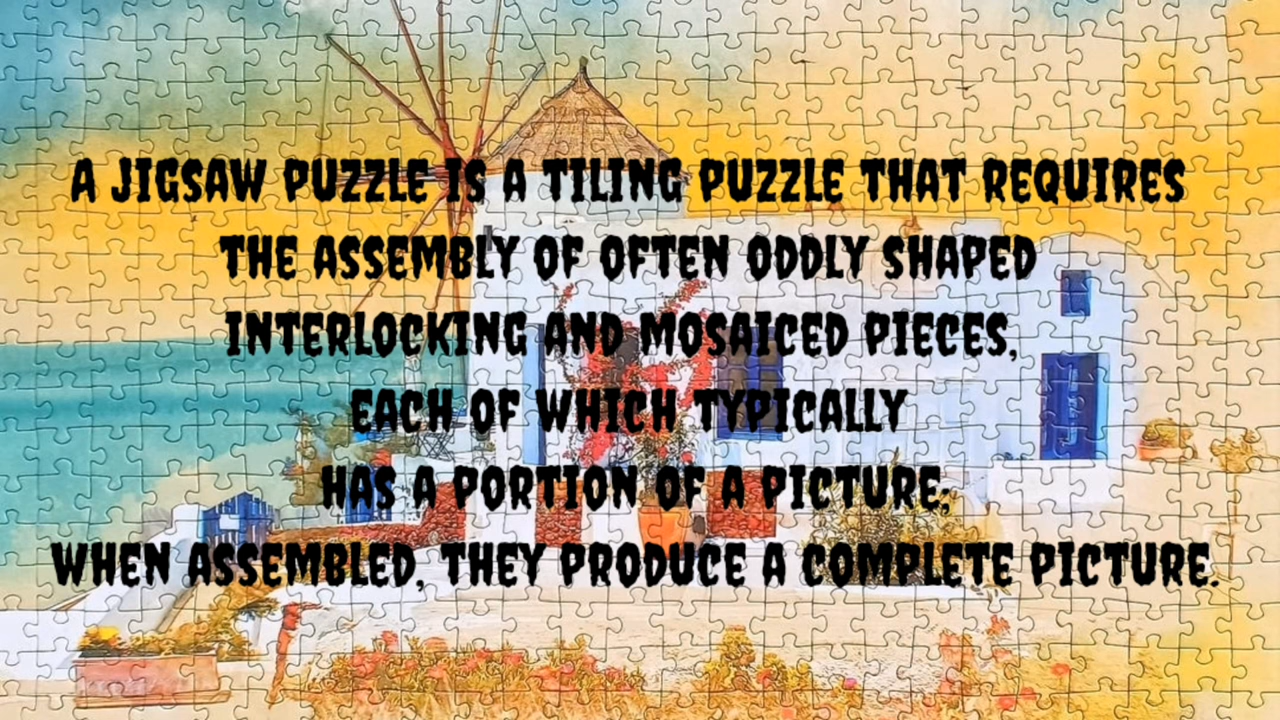 A JIGSAW PUZZLE IS A TILING PUZZLE THAT REQUIRES
THE ASSEMBLY OF OFTEN ODDLY SHAPED
INTERLOCKING AND MOSAICED PIECES,
EACH OF WHICH TYPICALLY
HAS A PORTION OF A PICTURE;
WHEN ASSEMBLED, THEY PRODUCE A COMPLETE PICTURE.